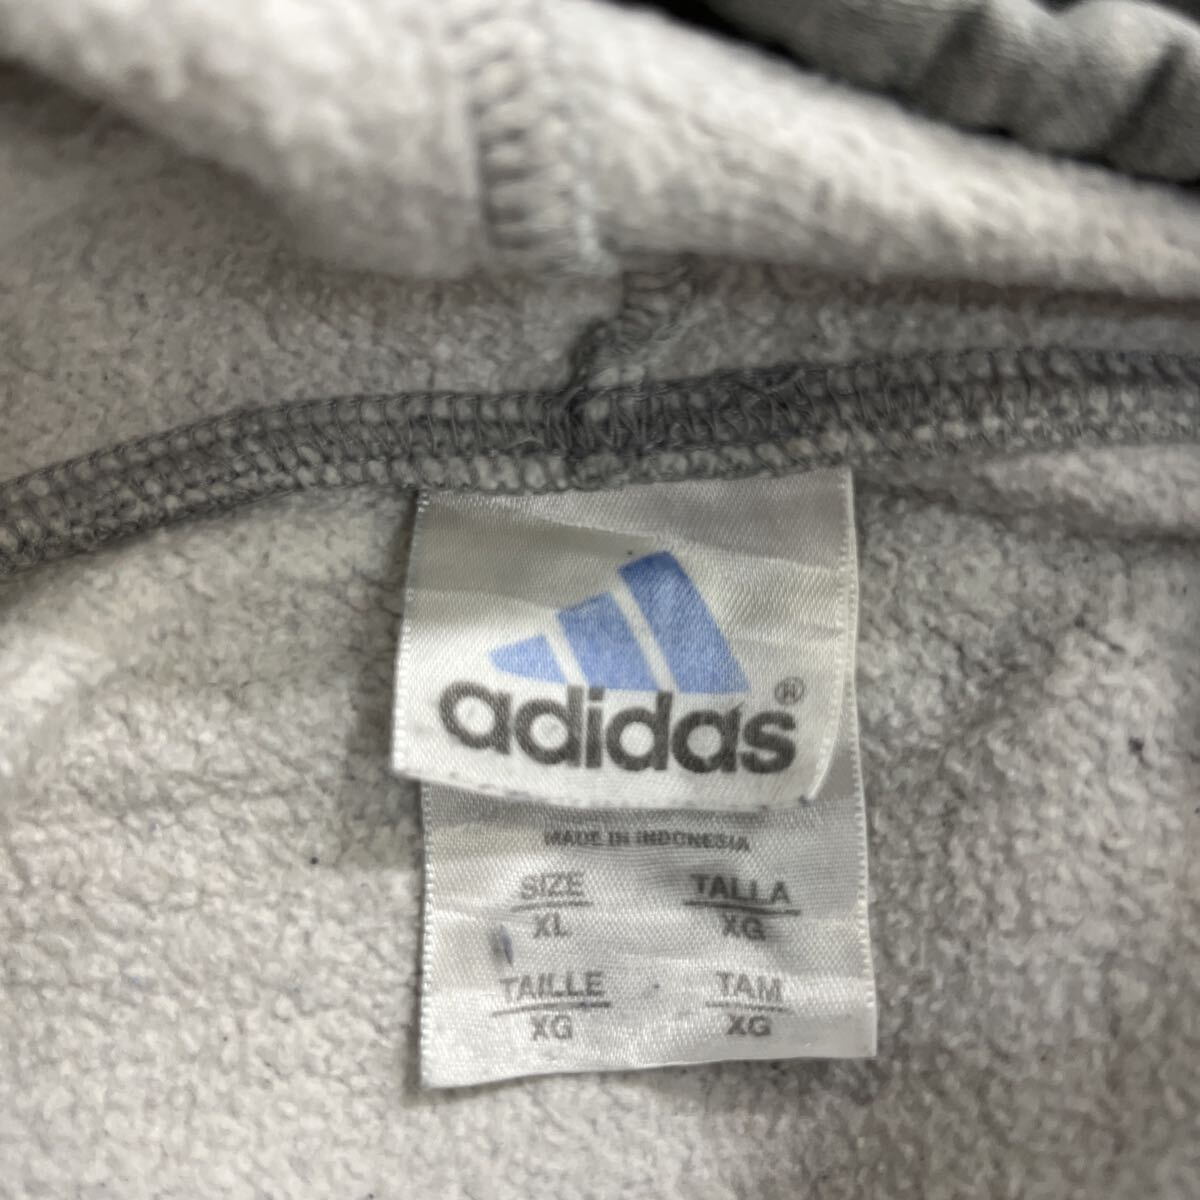 adidas®
MADE IN INDONESIA
SIZE TALLA
XL XG
TAILLE TAM
XG XG